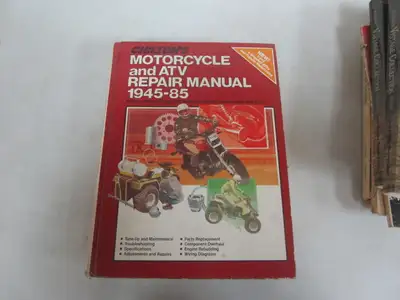 CHILTON'S
MOTORCYCLE
and ATV
REPAIR MANUAL
1945-85
• Tune-Up and Maintenance
• Troubleshooting
• Specifications
• Adjustments and Repairs
• Parts Replacement
• Component Overhaul
• Engine Rebuilding
• Wiring Diagrams